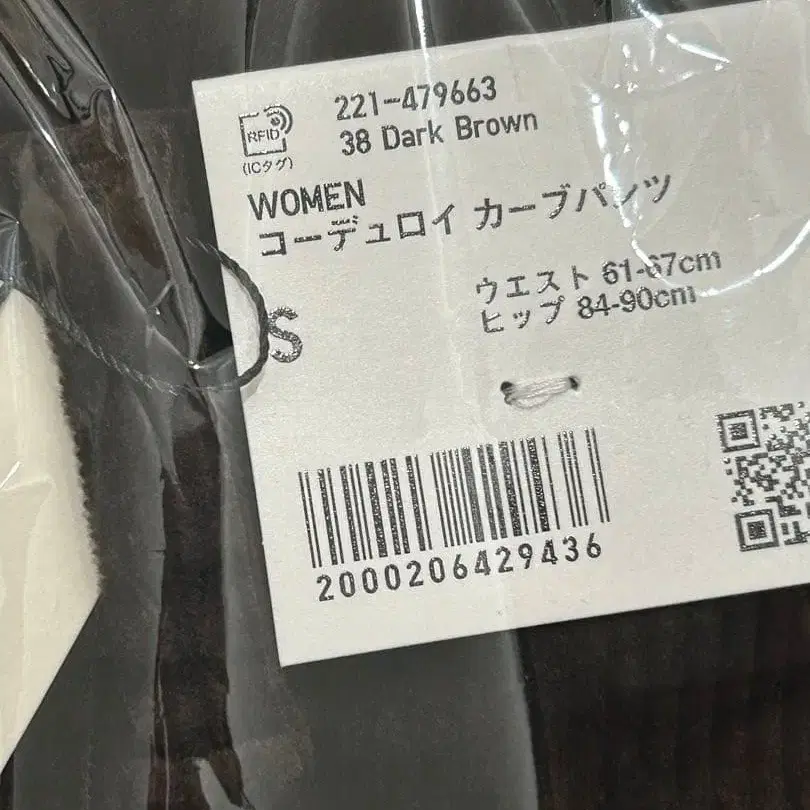 RFID
(ICタグ)
221-479663
38 Dark Brown
WOMEN
コーデュロイ カーブパンツ
S
ウエスト 61-67cm
ヒップ 84-90cm
2000206429436